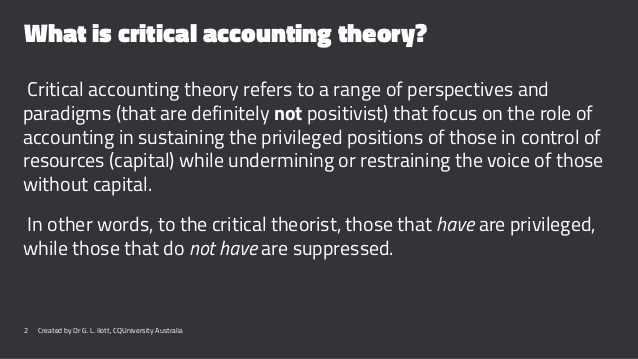 What is critical accounting theory?
Critical accounting theory refers to a range of perspectives and
paradigms (that are definitely not positivist) that focus on the role of
accounting in sustaining the privileged positions of those in control of
resources (capital) while undermining or restraining the voice of those
without capital.
In other words, to the critical theorist, those that have are privileged,
while those that do not have are suppressed.
2 Created by Dr G. L. Ilott, CQUniversity Australia